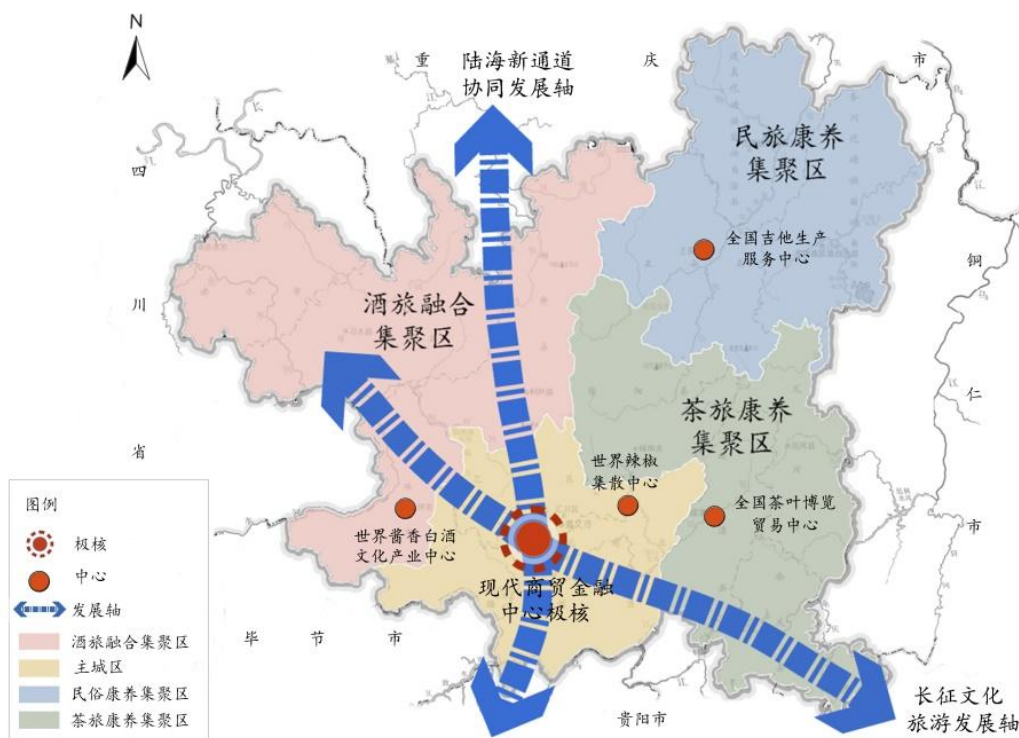 N
陆海新通道
协同发展轴
重
庆
市
民旅康养
集聚区
四
川
省
全国吉他生产
服务中心
铜
仁
市
酒旅融合
集聚区
茶旅康养
集聚区
世界辣椒
集散中心
全国茶叶博览
贸易中心
世界酱香白酒
文化产业中心
现代商贸金融
中心极核
毕
节
市
贵阳市
长征文化
旅游发展轴
图例
极核
中心
发展轴
酒旅融合集聚区
主城区
民俗康养集聚区
茶旅康养集聚区